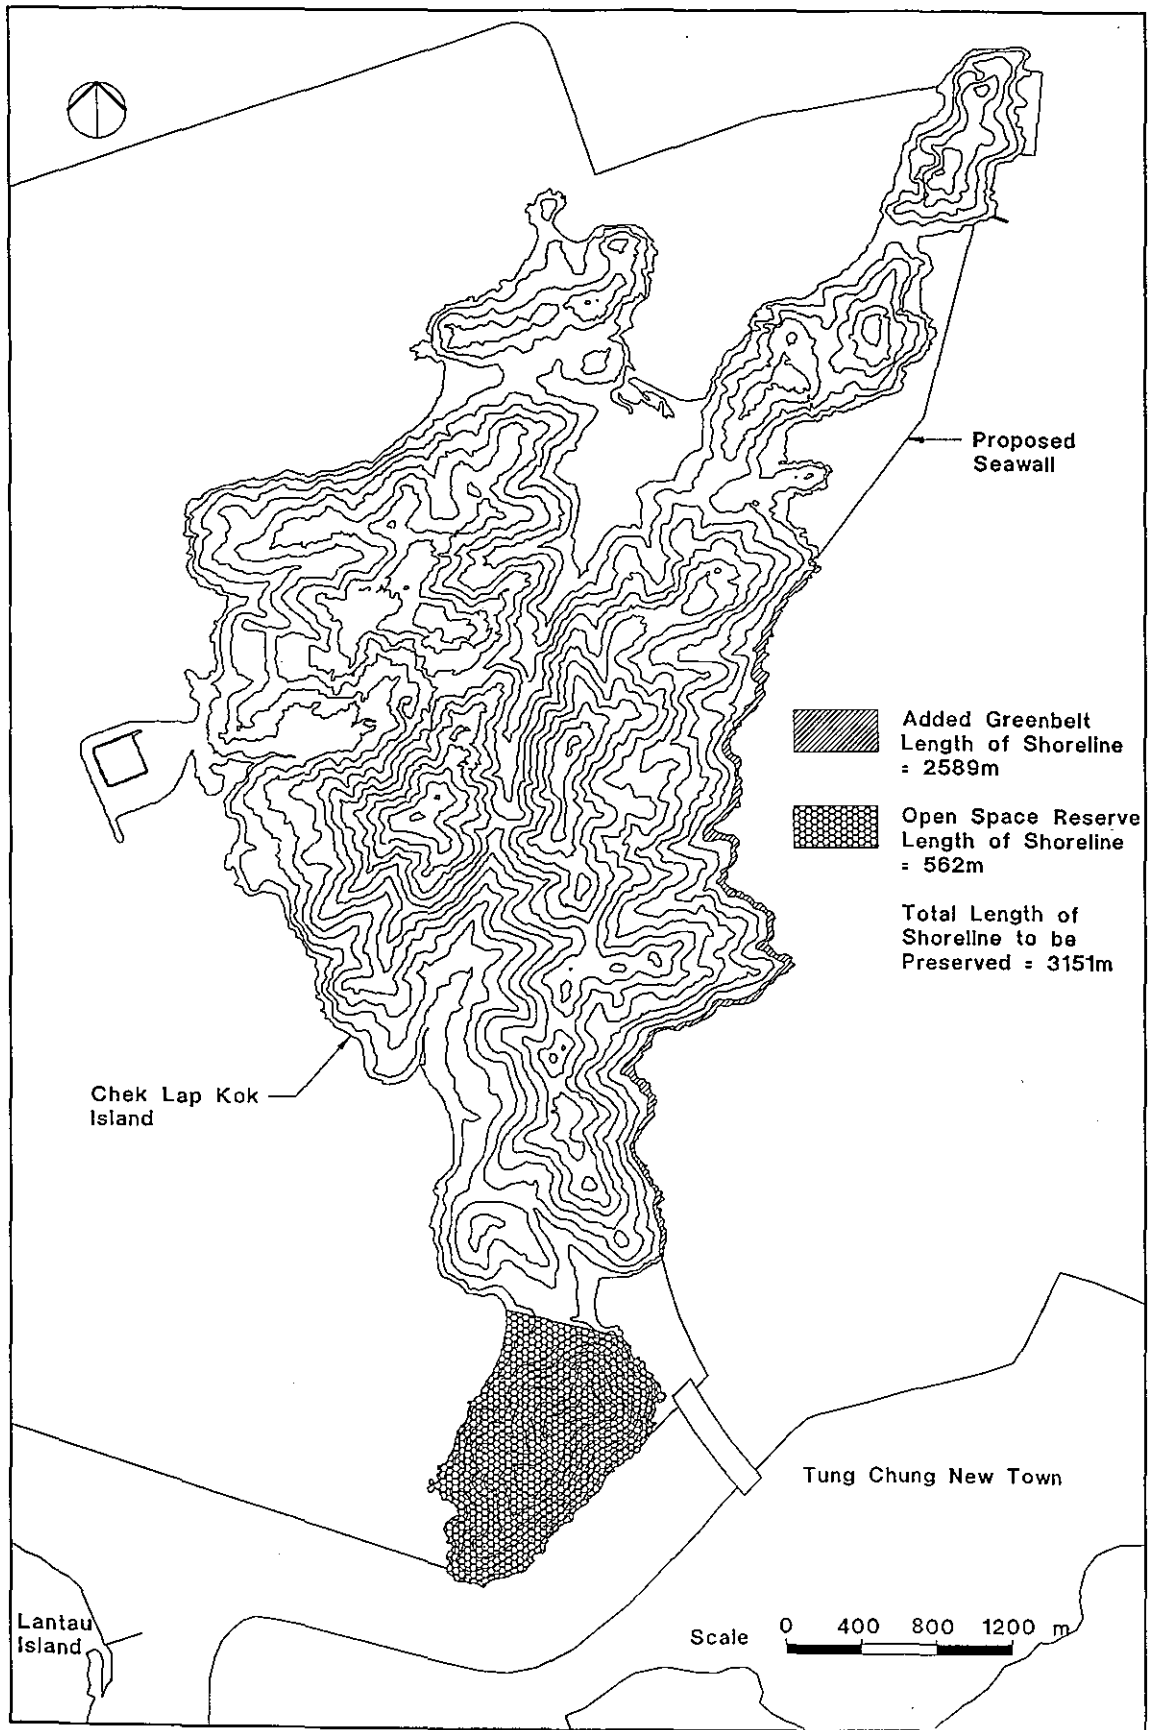 Proposed
Seawall
Added Greenbelt
Length of Shoreline
= 2589m
Open Space Reserve
Length of Shoreline
= 562m
Total Length of
Shoreline to be
Preserved = 3151m
Chek Lap Kok
Island
Tung Chung New Town
Lantau
Island
Scale 0 400 800 1200 m